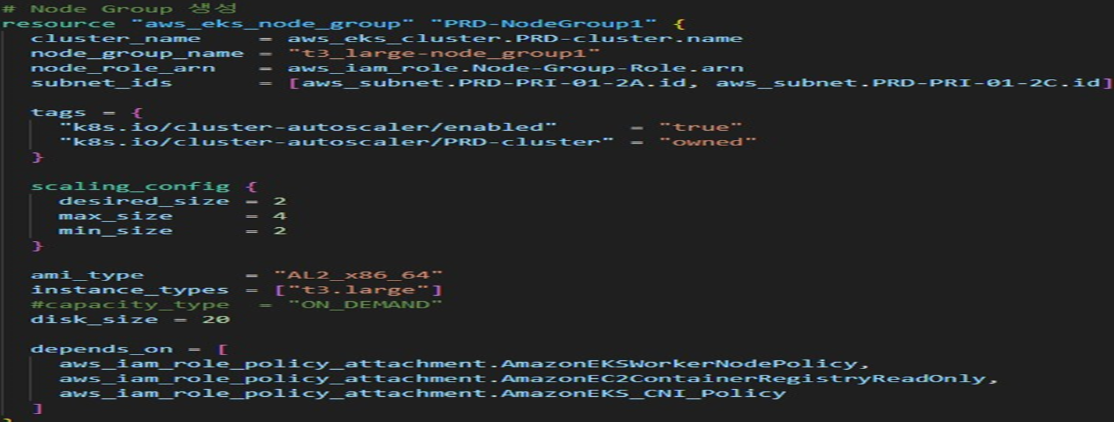 # Node Group 생성
resource "aws_eks_node_group" "PRD-NodeGroup1" {
  cluster_name    = aws_eks_cluster.PRD-cluster.name
  node_group_name = "t3_large-node_group1"
  node_role_arn   = aws_iam_role.Node-Group-Role.arn
  subnet_ids      = [aws_subnet.PRD-PRI-01-2A.id, aws_subnet.PRD-PRI-01-2C.id]
  tags = {
    "k8s.io/cluster-autoscaler/enabled"     = "true"
    "k8s.io/cluster-autoscaler/PRD-cluster" = "owned"
  }
  scaling_config {
    desired_size = 2
    max_size     = 4
    min_size     = 2
  }
  ami_type       = "AL2_x86_64"
  instance_types = ["t3.large"]
  #capacity_type  = "ON_DEMAND"
  disk_size = 20
  depends_on = [
    aws_iam_role_policy_attachment.AmazonEKSWorkerNodePolicy,
    aws_iam_role_policy_attachment.AmazonEC2ContainerRegistryReadOnly,
    aws_iam_role_policy_attachment.AmazonEKS_CNI_Policy
  ]
}